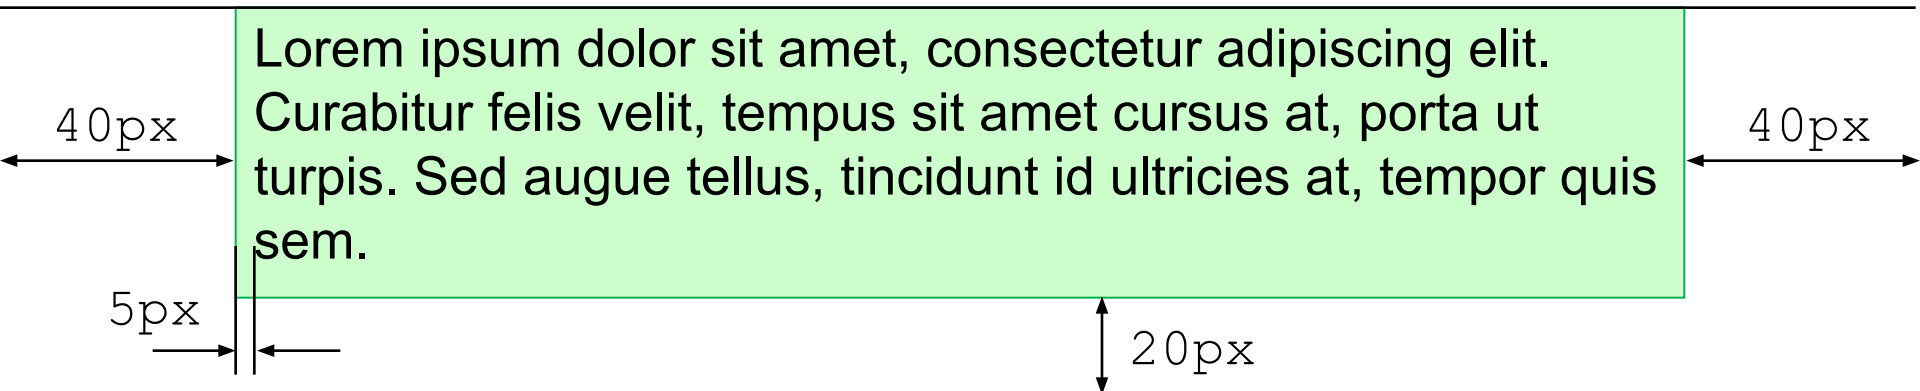 Lorem ipsum dolor sit amet, consectetur adipiscing elit.
Curabitur felis velit, tempus sit amet cursus at, porta ut
turpis. Sed augue tellus, tincidunt id ultricies at, tempor quis
sem.
40px
40px
5px
20px